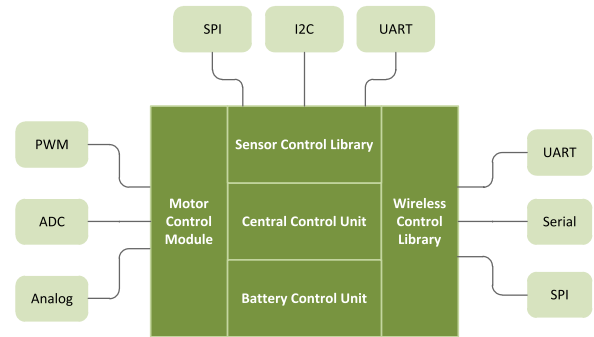 SPI
I2C
UART
PWM
ADC
Analog
Motor
Control
Module
Sensor Control Library
Central Control Unit
Battery Control Unit
Wireless
Control
Library
UART
Serial
SPI